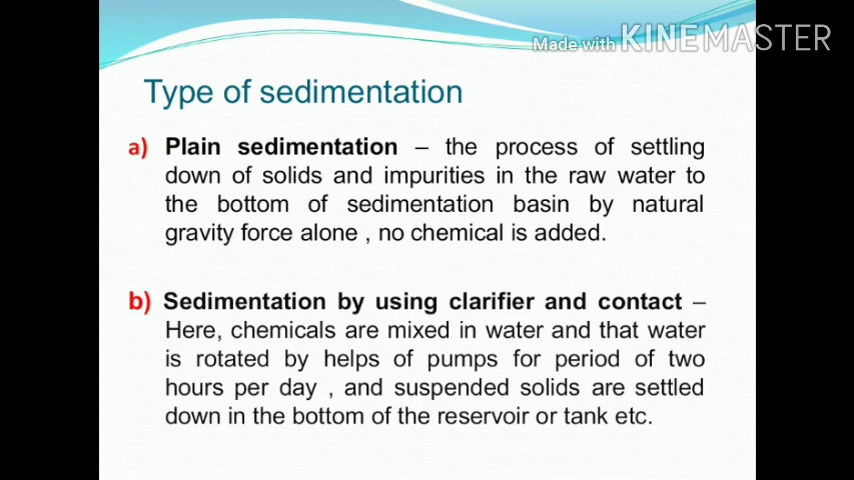 Made with KINEMASTER
Type of sedimentation
a) Plain sedimentation – the process of settling
down of solids and impurities in the raw water to
the bottom of sedimentation basin by natural
gravity force alone , no chemical is added.
b) Sedimentation by using clarifier and contact –
Here, chemicals are mixed in water and that water
is rotated by helps of pumps for period of two
hours per day , and suspended solids are settled
down in the bottom of the reservoir or tank etc.